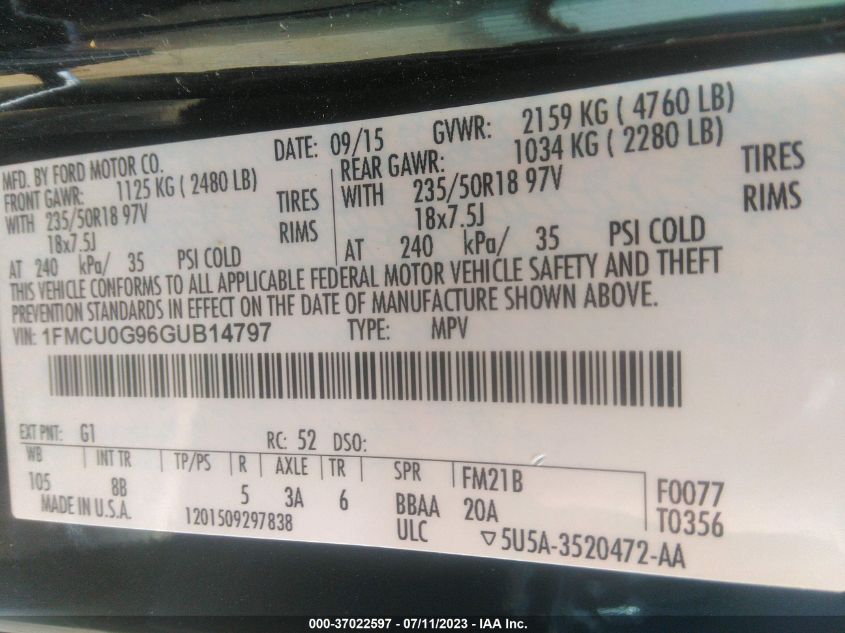 MFD. BY FORD MOTOR CO. DATE: 09/15 GVWR: 2159 KG ( 4760 LB)
FRONT GAWR: 1125 KG ( 2480 LB) REAR GAWR: 1034 KG ( 2280 LB)
WITH 235/50R18 97V TIRES WITH 235/50R18 97V TIRES
18x7.5J RIMS 18x7.5J RIMS
AT 240 kPa/ 35 PSI COLD AT 240 kPa/ 35 PSI COLD
THIS VEHICLE CONFORMS TO ALL APPLICABLE FEDERAL MOTOR VEHICLE SAFETY AND THEFT
PREVENTION STANDARDS IN EFFECT ON THE DATE OF MANUFACTURE SHOWN ABOVE.
VIN: 1FMCU0G96GUB14797 TYPE: MPV
EXT PNT: G1 RC: 52 DSO:
WB INT TR TP/PS R AXLE TR SPR FM21B F0077
105 8B 5 3A 6 BBAA 20A T0356
MADE IN U.S.A. 1201509297838 ULC ▽5U5A-3520472-AA
000-37022597 - 07/11/2023 - IAA Inc.